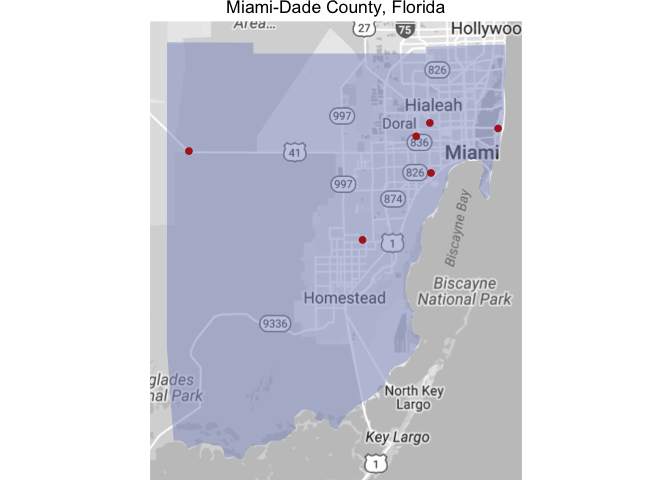 Miami-Dade County, Florida
Area...
27
75
Hollywoo
826
Hialeah
997
Doral
836
41
Miami
826
997
874
Biscayne Bay
1
Biscayne
National Park
Homestead
9336
glades
nal Park
North Key
Largo
Key Largo
1